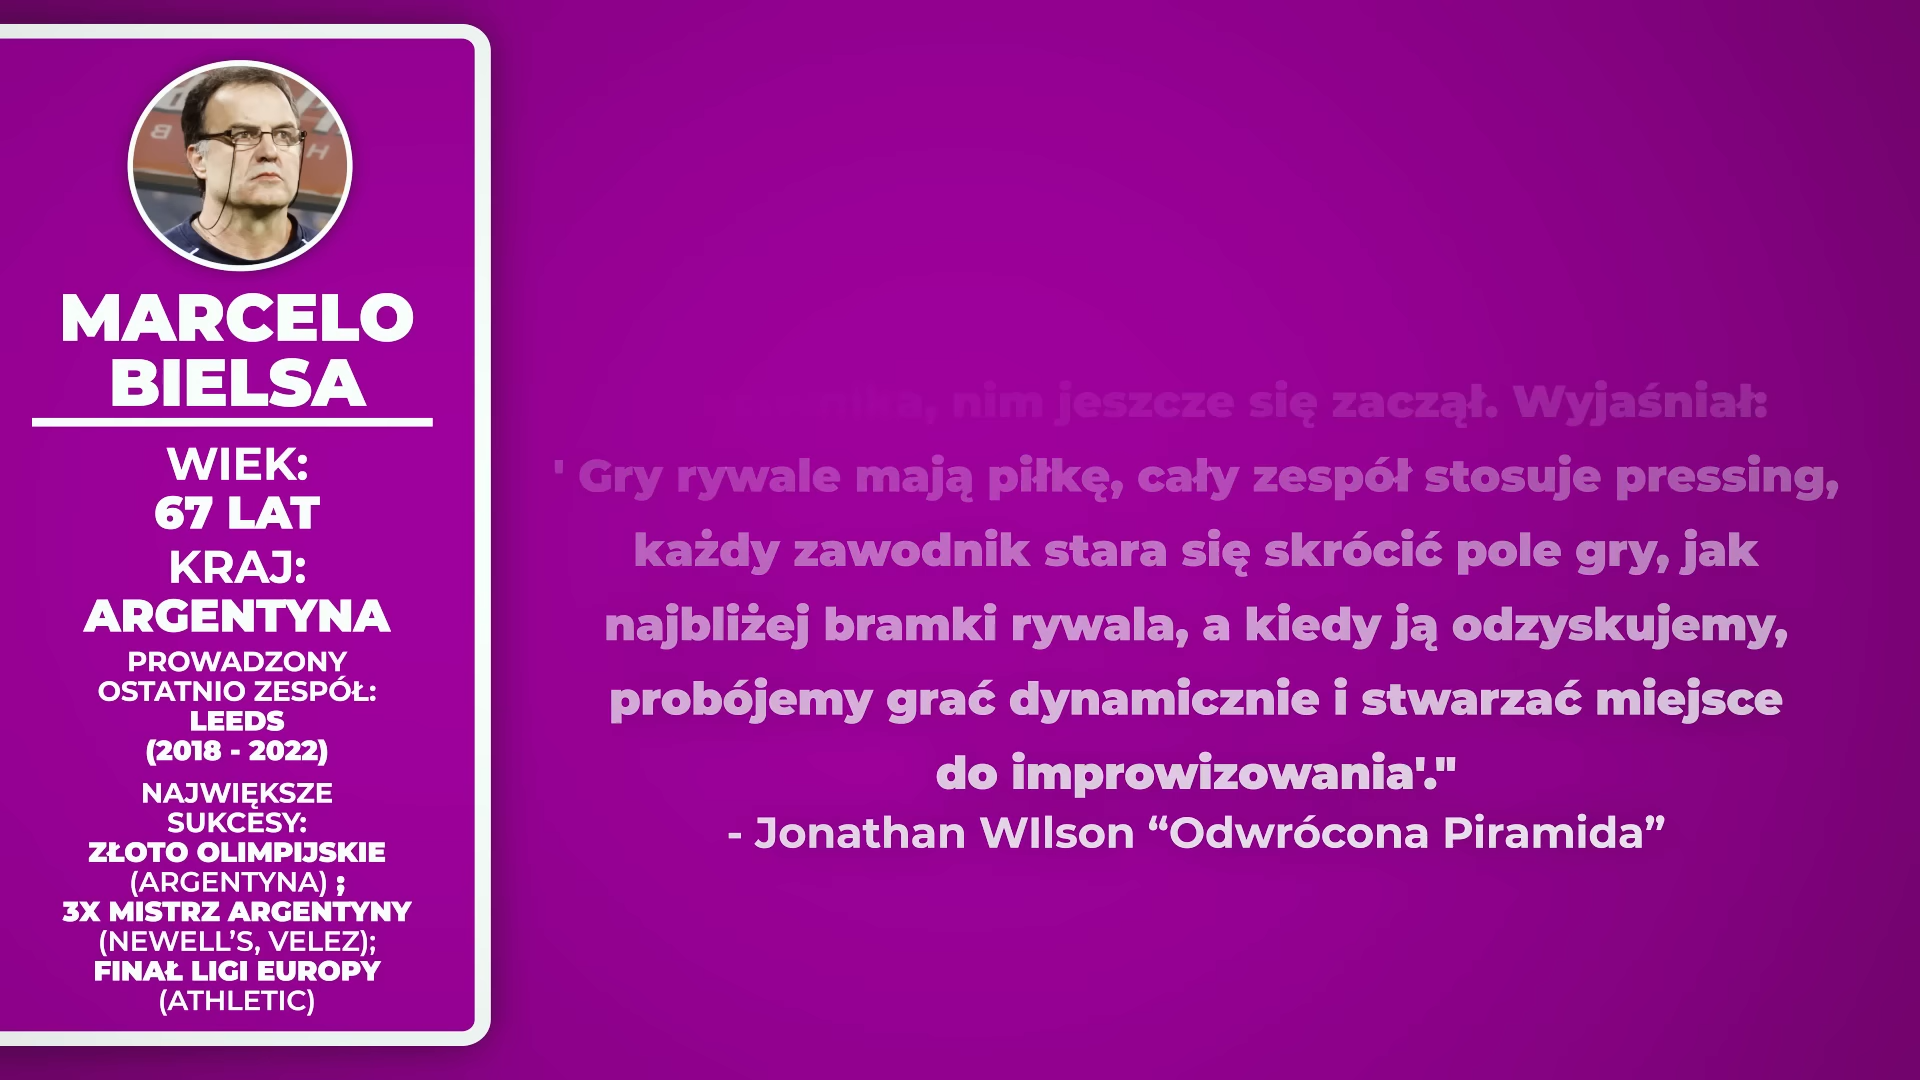 MARCELO
BIELSA
WIEK:
67 LAT
KRAJ:
ARGENTYNA
PROWADZONY
OSTATNIO ZESPÓŁ:
LEEDS
(2018 - 2022)
NAJWIĘKSZE
SUKCESY:
ZŁOTO OLIMPIJSKIE
(ARGENTYNA) ;
3X MISTRZ ARGENTYNY
(NEWELL’S, VELEZ);
FINAŁ LIGI EUROPY
(ATHLETIC)
nim jeszcze się zaczął. Wyjaśniał:
' Gry rywale mają piłkę, cały zespół stosuje pressing,
każdy zawodnik stara się skrócić pole gry, jak
najbliżej bramki rywala, a kiedy ją odzyskujemy,
probójemy grać dynamicznie i stwarzać miejsce
do improwizowania'."
- Jonathan WIlson “Odwrócona Piramida”